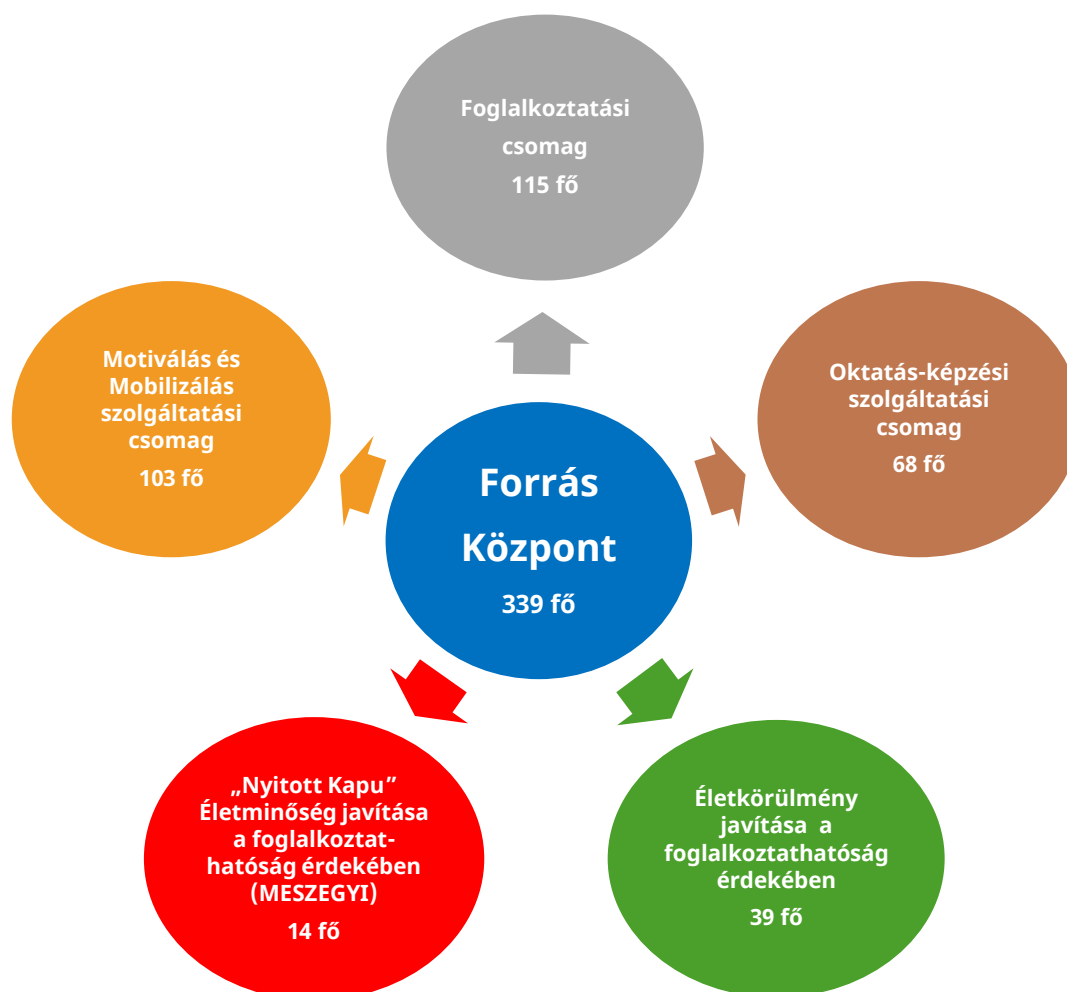 Foglalkoztatási
csomag
115 fő
Motiválás és
Mobilizálás
szolgáltatási
csomag
103 fő
Oktatás-képzési
szolgáltatási
csomag
68 fő
Forrás
Központ
339 fő
„Nyitott Kapu”
Életminőség javítása
a foglalkoztat-
hatóság érdekében
(MESZEGYI)
14 fő
Életkörülmény
javítása a
foglalkoztathatóság
érdekében
39 fő